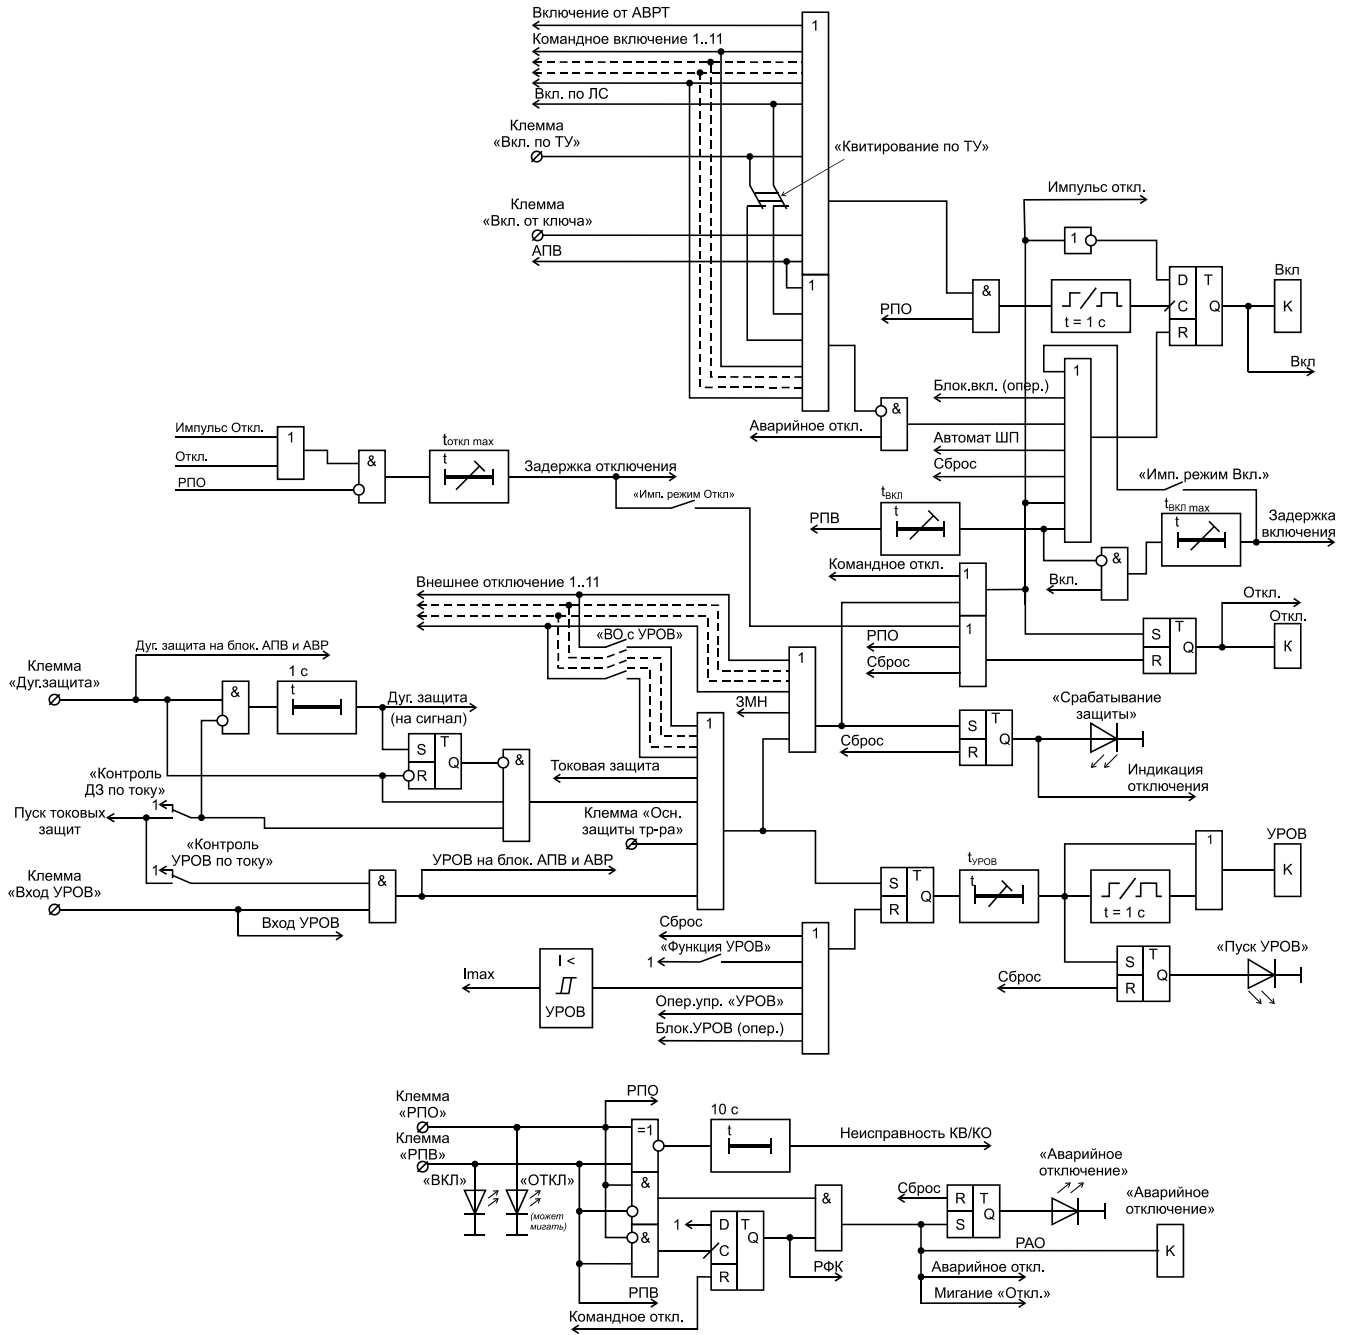 Включение от АВРТ
1
Командное включение 1..11
Вкл. по ЛС
Клемма
«Вкл. по ТУ»
«Квитирование по ТУ»
Клемма
«Вкл. от ключа»
АПВ
1
Импульс откл.
1
РПО
&
t = 1 с
D T
C Q
R
Вкл
K
Вкл
Блок.вкл. (опер.)
1
Аварийное откл.
&
Автомат ШП
Сброс
«Имп. режим Вкл.»
Импульс Откл.
1
Откл.
РПО
&
tоткл max
t
Задержка отключения
«Имп. режим Откл»
РПВ
tВКЛ
t
tВКЛ max
t
Задержка
включения
&
Вкл.
Командное откл.
1
Внешнее отключение 1..11
«ВО с УРОВ»
РПО
1
Сброс
S T
R Q
Откл.
Откл.
K
Дуг. защита на блок. АПВ и АВР
Клемма
«Дуг.защита»
&
1 с
t
Дуг. защита
(на сигнал)
S T
R Q
&
ЗМН
1
1
Сброс
S T
R Q
«Срабатывание
защиты»
Индикация
отключения
Токовая защита
«Контроль
ДЗ по току»
1
Пуск токовых
защит
Клемма «Осн.
защиты тр-ра»
«Контроль
УРОВ по току»
1
Клемма
«Вход УРОВ»
&
УРОВ на блок. АПВ и АВР
Вход УРОВ
S T
R Q
tУРОВ
t
t = 1 с
1
УРОВ
K
Сброс
1
«Функция УРОВ»
1
Imax
I <
УРОВ
Опер.упр. «УРОВ»
Блок.УРОВ (опер.)
Сброс
S T
R Q
«Пуск УРОВ»
Клемма
«РПО»
Клемма
«РПВ»
РПО
=1
10 с
t
Неисправность КВ/КО
«ВКЛ»
«ОТКЛ»
(может
мигать)
&
&
1
D T
C Q
R
&
РФК
РПВ
Командное откл.
Сброс
R T
S Q
«Аварийное
отключение»
«Аварийное
отключение»
РАО
K
Аварийное откл.
Мигание «Откл.»